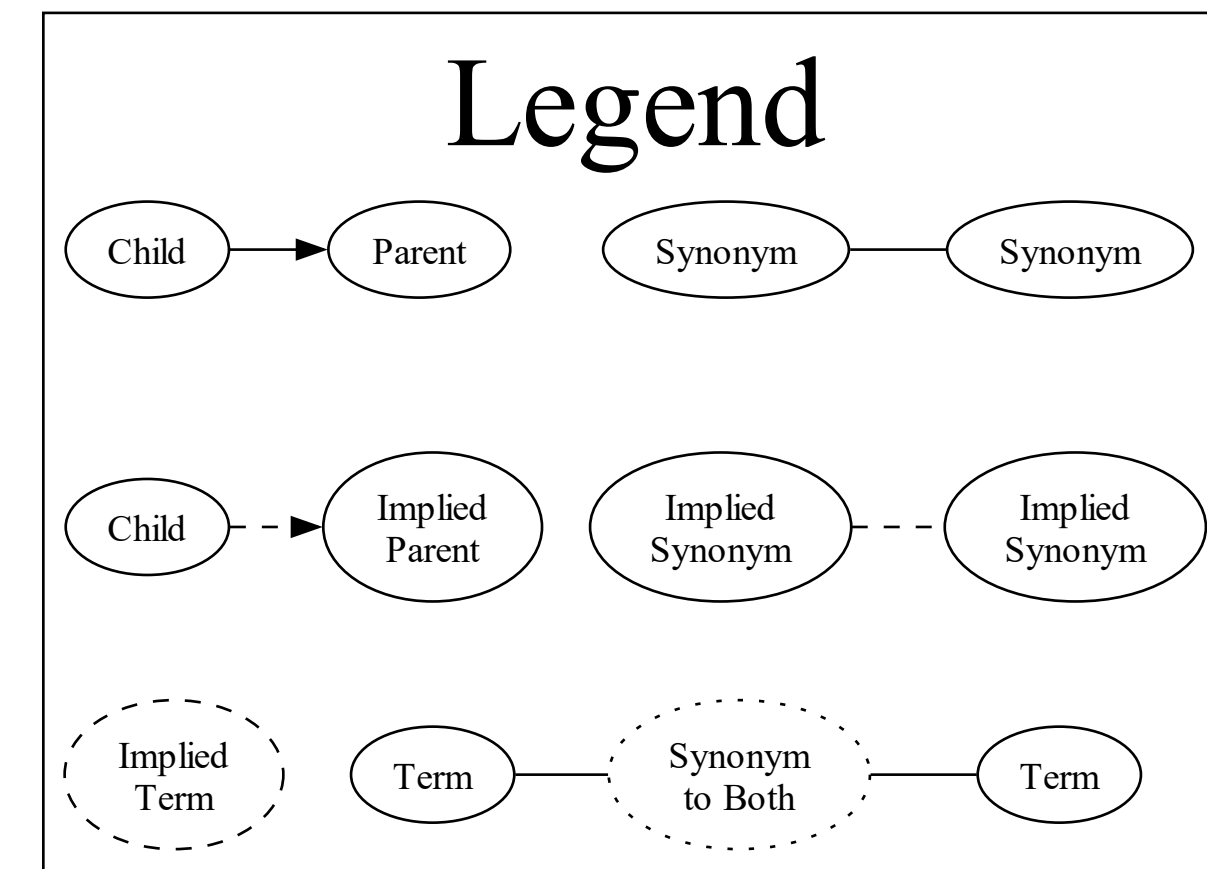 Legend
Child
Parent
Synonym
Synonym
Child
Implied
Parent
Implied
Synonym
Implied
Synonym
Implied
Term
Term
Synonym
to Both
Term